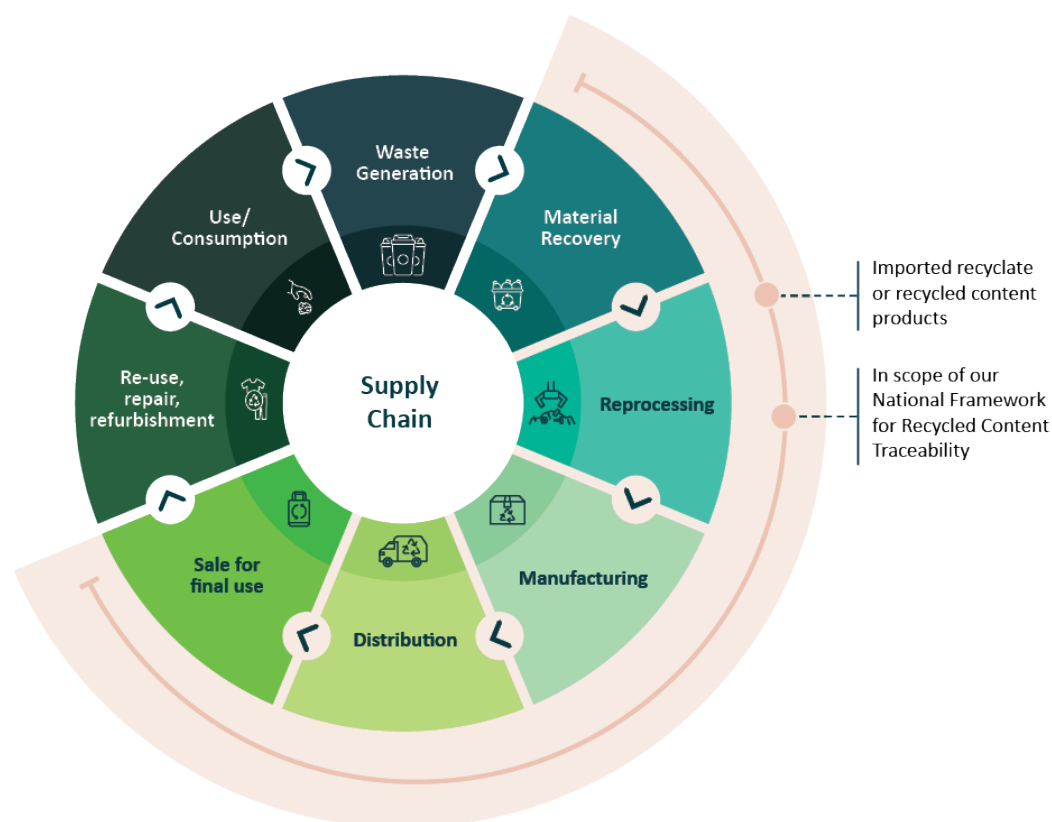 Waste
Generation
Material
Recovery
Reprocessing
Manufacturing
Distribution
Sale for
final use
Re-use,
repair,
refurbishment
Use/
Consumption
Supply
Chain
Imported recyclate
or recycled content
products
In scope of our
National Framework
for Recycled Content
Traceability